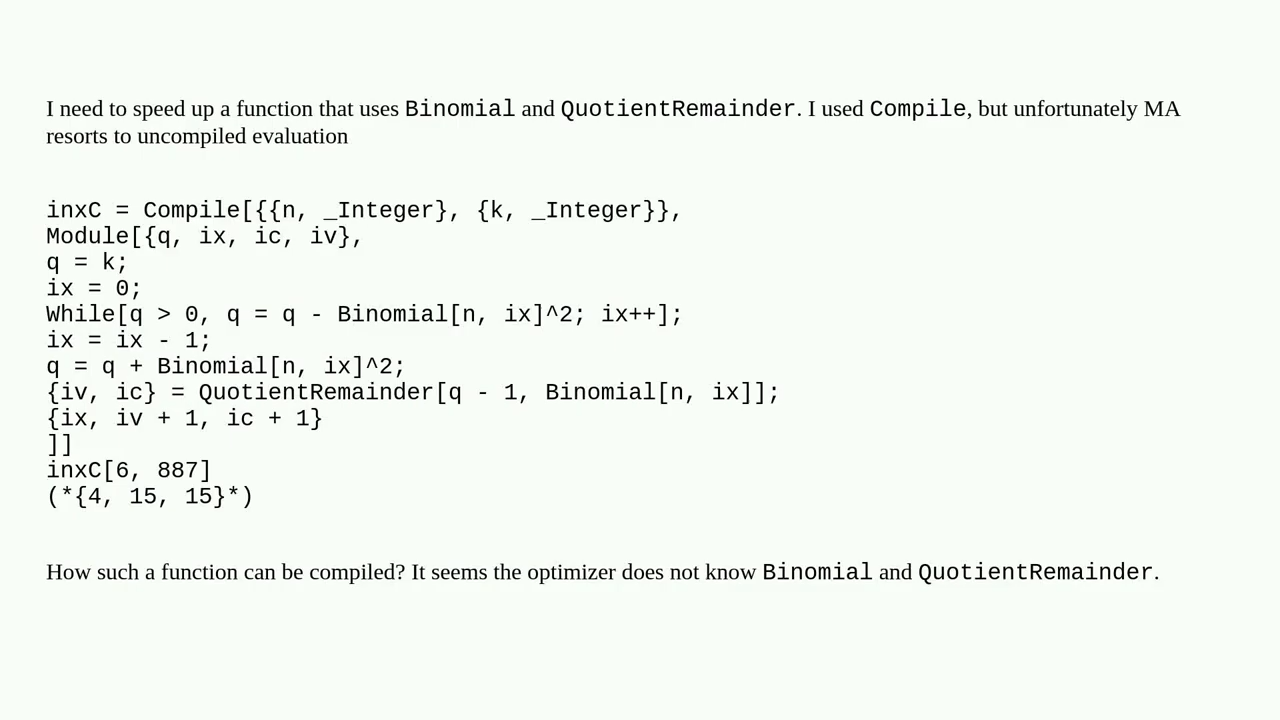 I need to speed up a function that uses Binomial and QuotientRemainder. I used Compile, but unfortunately MA
resorts to uncompiled evaluation
inxC = Compile[{{n, _Integer}, {k, _Integer}},
Module[{q, ix, ic, iv},
q = k;
ix = 0;
While[q > 0, q = q - Binomial[n, ix]^2; ix++];
ix = ix - 1;
q = q + Binomial[n, ix]^2;
{iv, ic} = QuotientRemainder[q - 1, Binomial[n, ix]];
{ix, iv + 1, ic + 1}
]]
inxC[6, 887]
(*{4, 15, 15}*)
How such a function can be compiled? It seems the optimizer does not know Binomial and QuotientRemainder.